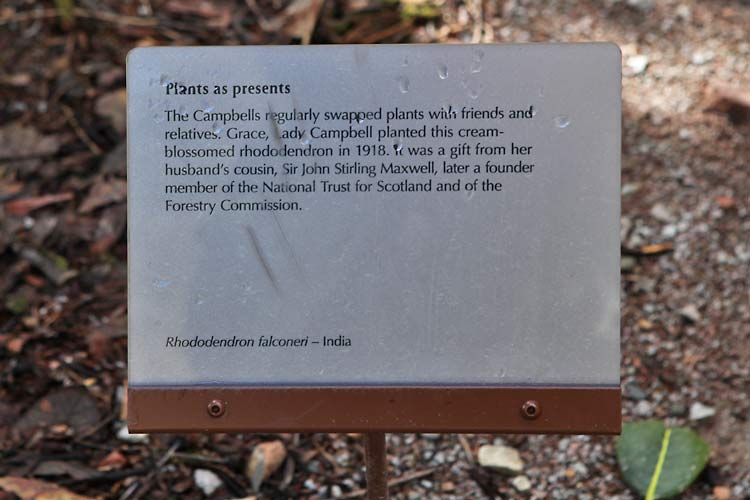 Plants as presents
The Campbells regularly swapped plants with friends and
relatives. Grace, Lady Campbell planted this cream-
blossomed rhododendron in 1918. It was a gift from her
husband's cousin, Sir John Stirling Maxwell, later a founder
member of the National Trust for Scotland and of the
Forestry Commission.
Rhododendron falconeri – India